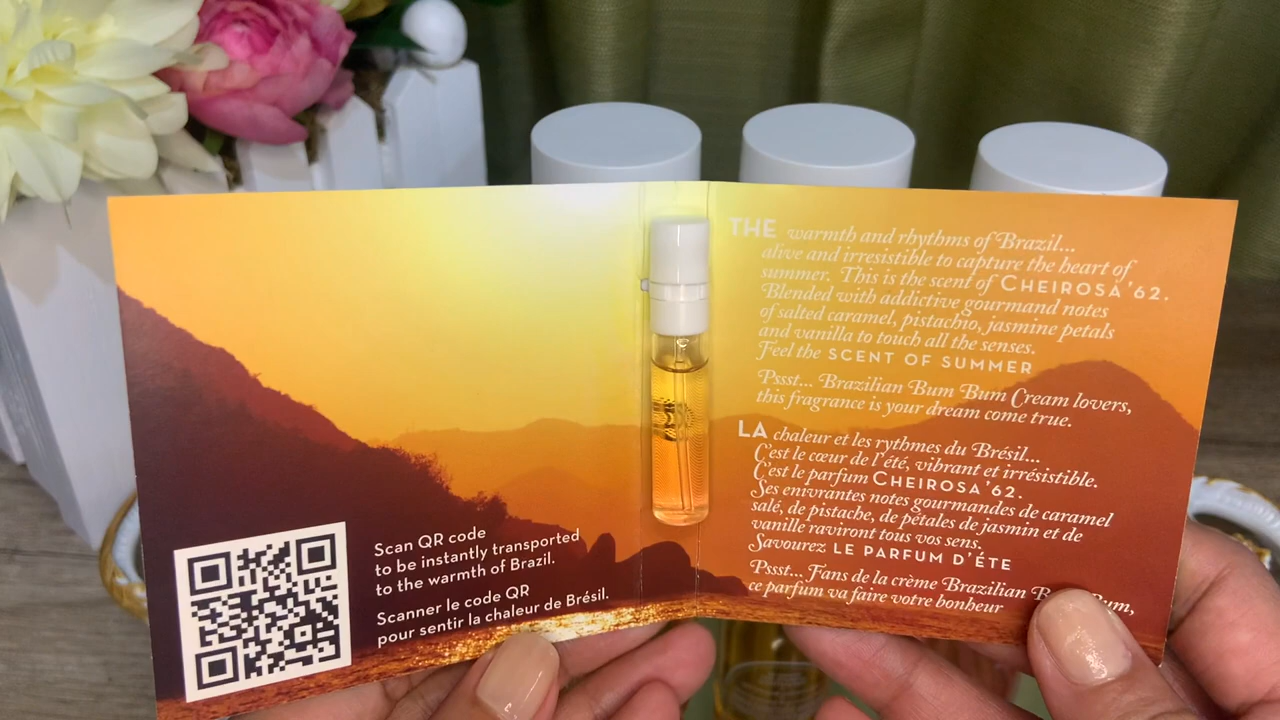 Scan QR code
to be instantly transported
to the warmth of Brazil.
Scanner le code QR
pour sentir la chaleur de Brésil.
THE warmth and rhythms of Brazil...
alive and irresistible to capture the heart of
summer. This is the scent of CHEIROSA '62.
Blended with addictive gourmand notes
of salted caramel, pistachio, jasmine petals
and vanilla to touch all the senses.
Feel the SCENT OF SUMMER
Pssst... Brazilian Bum Bum Cream lovers,
this fragrance is your dream come true.
LA chaleur et les rythmes du Brésil...
C'est le cœur de l'été, vibrant et irrésistible.
C'est le parfum CHEIROSA '62.
Ses enivrantes notes gourmandes de caramel
salé, de pistache, de pétales de jasmin et de
vanille raviront tous vos sens.
Savourez LE PARFUM D'ÉTE
Pssst... Fans de la crème Brazilian
ce parfum va faire votre bonheur